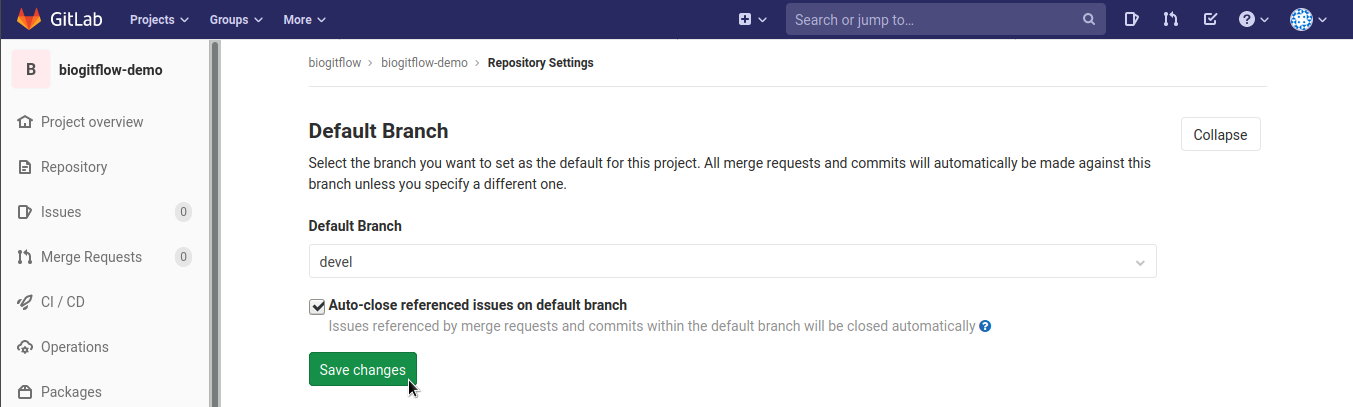 GitLab Projects Groups More Search or jump to...
B biogitflow-demo
Project overview
Repository
Issues 0
Merge Requests 0
CI / CD
Operations
Packages
biogitflow > biogitflow-demo > Repository Settings
Default Branch
Collapse
Select the branch you want to set as the default for this project. All merge requests and commits will automatically be made against this
branch unless you specify a different one.
Default Branch
devel
Auto-close referenced issues on default branch
Issues referenced by merge requests and commits within the default branch will be closed automatically ?
Save changes